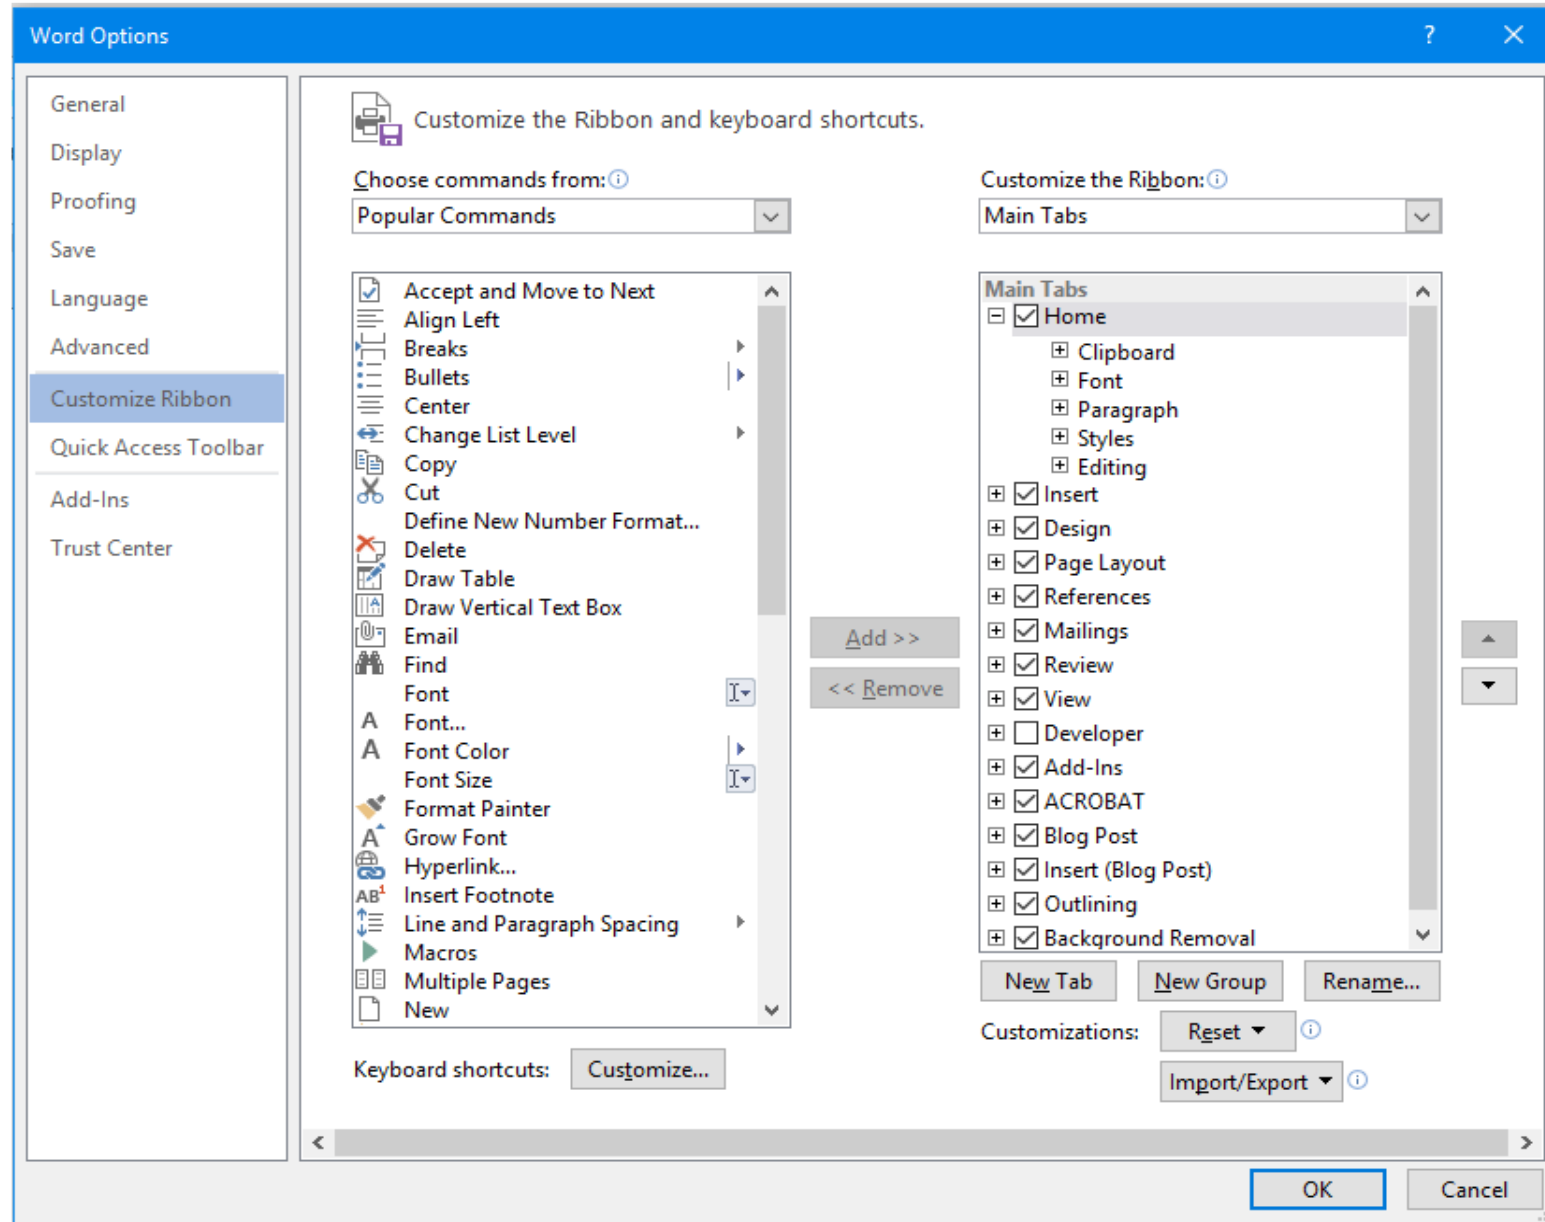 Word Options
?
General
Display
Proofing
Save
Language
Advanced
Customize Ribbon
Quick Access Toolbar
Add-Ins
Trust Center
Customize the Ribbon and keyboard shortcuts.
Choose commands from:
Popular Commands
Accept and Move to Next
Align Left
Breaks
Bullets
Center
Change List Level
Copy
Cut
Define New Number Format...
Delete
Draw Table
Draw Vertical Text Box
Email
Find
Font
Font...
Font Color
Font Size
Format Painter
Grow Font
Hyperlink...
Insert Footnote
Line and Paragraph Spacing
Macros
Multiple Pages
New
Keyboard shortcuts:
Customize...
Add >>
<< Remove
Customize the Ribbon:
Main Tabs
Main Tabs
Home
Clipboard
Font
Paragraph
Styles
Editing
Insert
Design
Page Layout
References
Mailings
Review
View
Developer
Add-Ins
ACROBAT
Blog Post
Insert (Blog Post)
Outlining
Background Removal
New Tab
New Group
Rename...
Customizations:
Reset
Import/Export
OK
Cancel